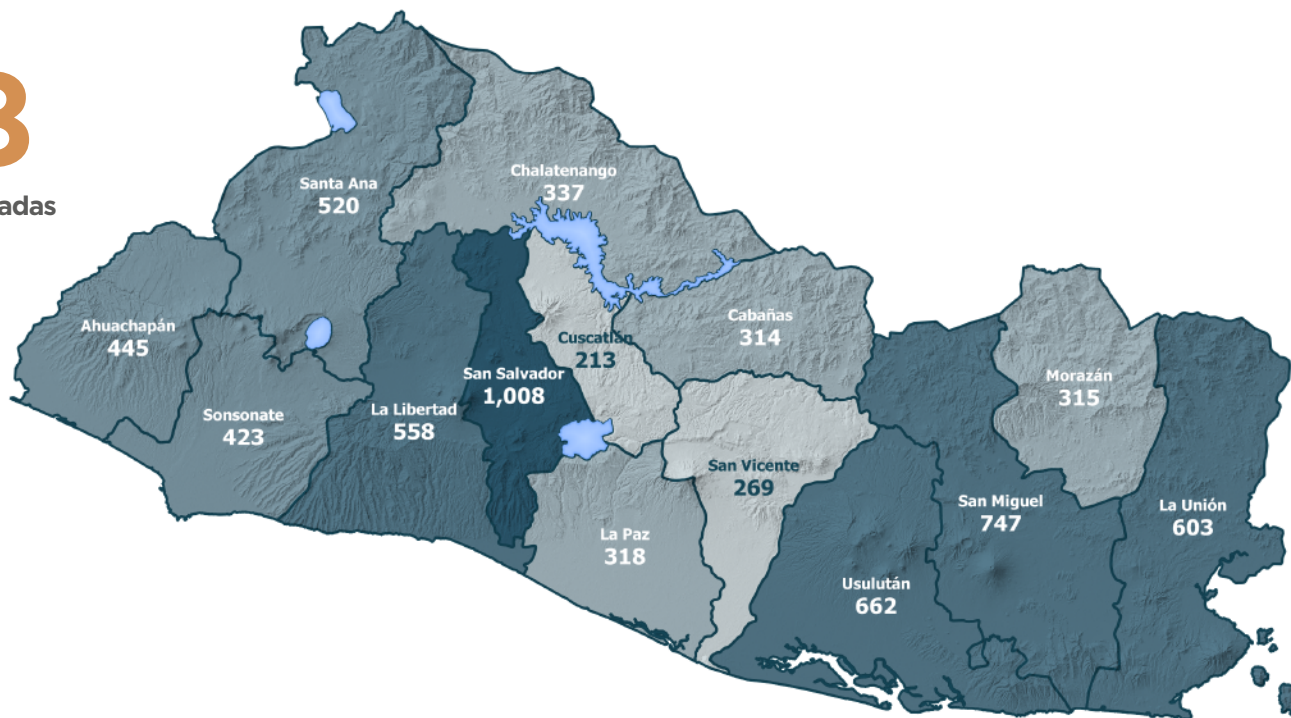 Chalatenango
337
Santa Ana
520
Ahuachapán
445
Sonsonate
423
La Libertad
558
San Salvador
1,008
Cuscatlán
213
Cabañas
314
San Vicente
269
La Paz
318
Usulután
662
San Miguel
747
Morazán
315
La Unión
603